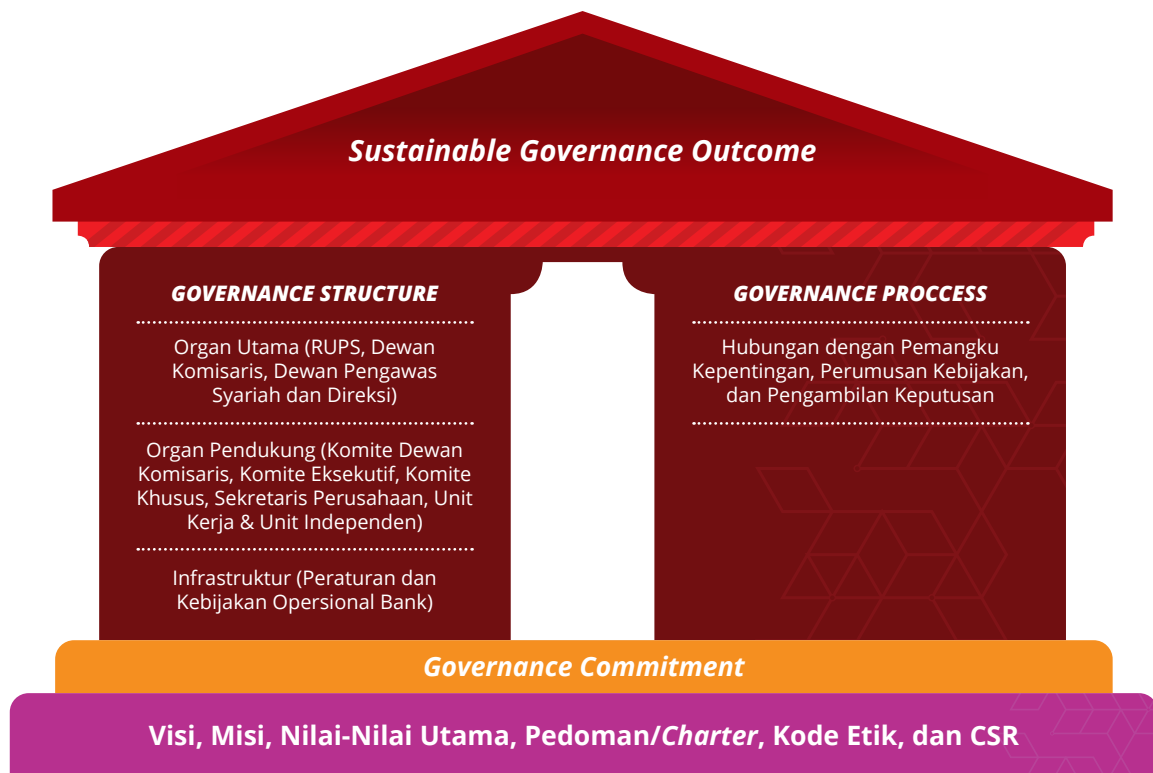 Sustainable Governance Outcome
GOVERNANCE STRUCTURE
Organ Utama (RUPS, Dewan
Komisaris, Dewan Pengawas
Syariah dan Direksi)
Organ Pendukung (Komite Dewan
Komisaris, Komite Eksekutif, Komite
Khusus, Sekretaris Perusahaan, Unit
Kerja & Unit Independen)
Infrastruktur (Peraturan dan
Kebijakan Opersional Bank)
GOVERNANCE PROCCESS
Hubungan dengan Pemangku
Kepentingan, Perumusan Kebijakan,
dan Pengambilan Keputusan
Governance Commitment
Visi, Misi, Nilai-Nilai Utama, Pedoman/Charter, Kode Etik, dan CSR